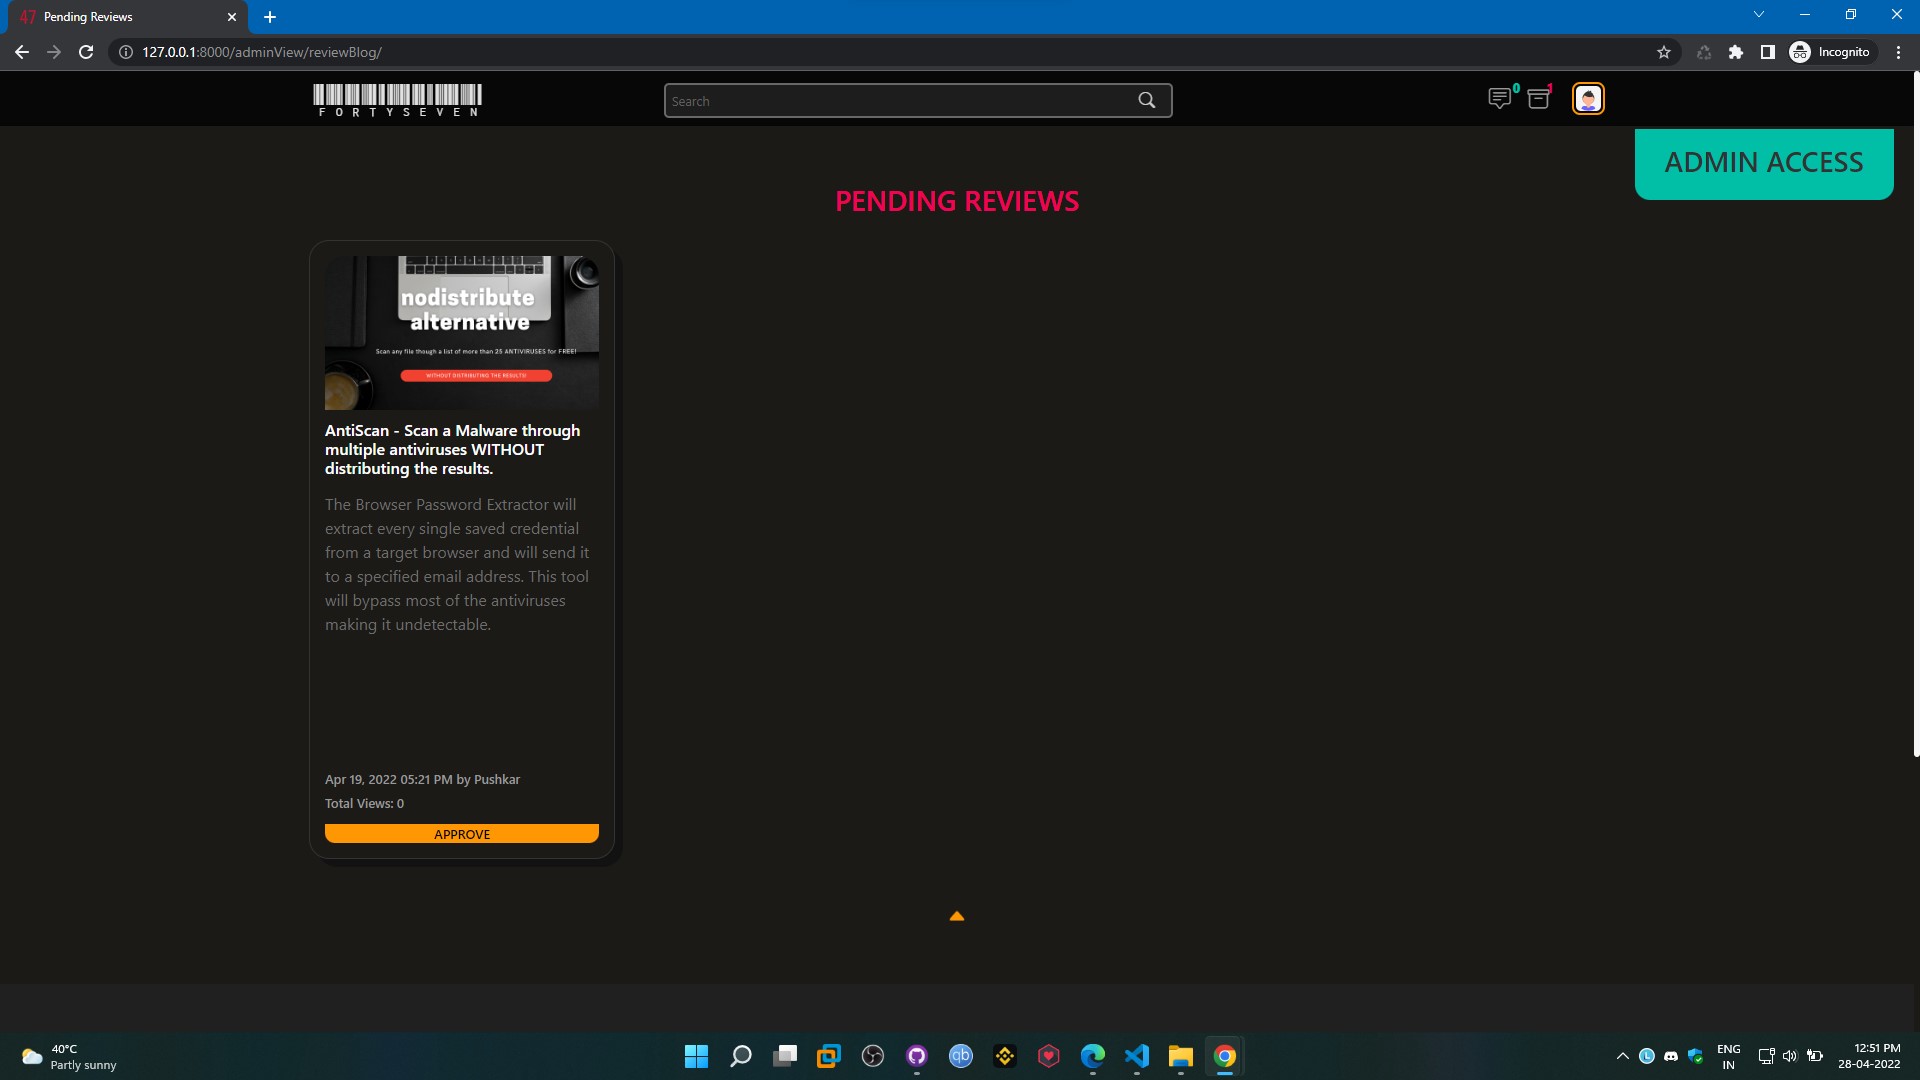 47 Pending Reviews
127.0.0.1:8000/adminView/reviewBlog/
Incognito
FORTYSEVEN
Search
0
1
ADMIN ACCESS
PENDING REVIEWS
nodistribute
alternative
Scan any file though a list of more than 25 ANTIVIRUSES for FREE!
WITHOUT DISTRIBUTING THE RESULTS!
AntiScan - Scan a Malware through
multiple antiviruses WITHOUT
distributing the results.
The Browser Password Extractor will
extract every single saved credential
from a target browser and will send it
to a specified email address. This tool
will bypass most of the antiviruses
making it undetectable.
Apr 19, 2022 05:21 PM by Pushkar
Total Views: 0
APPROVE
40°C
Partly sunny
qb
ENG
IN
12:51 PM
28-04-2022